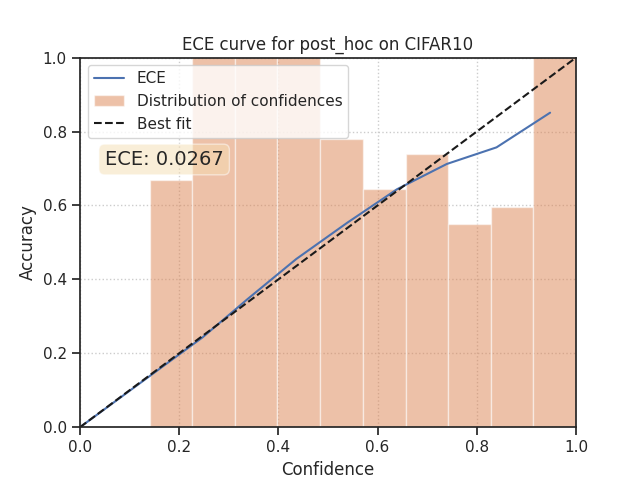 ECE curve for post_hoc on CIFAR10
1.0
0.8
0.6
0.4
0.2
0.0
Accuracy
ECE
Distribution of confidences
Best fit
ECE: 0.0267
0.0 0.2 0.4 0.6 0.8 1.0
Confidence